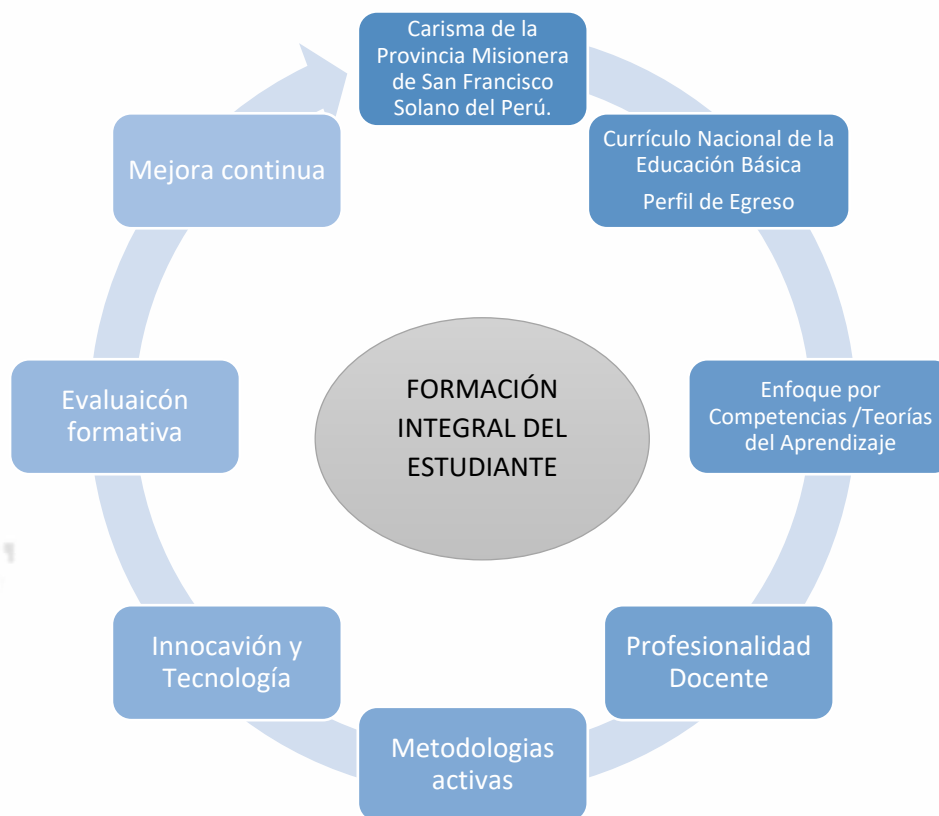 Carisma de la
Provincia Misionera
de San Francisco
Solano del Perú.
Currículo Nacional de la
Educación Básica
Perfil de Egreso
Enfoque por
Competencias /Teorías
del Aprendizaje
Profesionalidad
Docente
Metodologias
activas
Innocavión y
Tecnología
Evaluaicón
formativa
Mejora continua
FORMACIÓN
INTEGRAL DEL
ESTUDIANTE